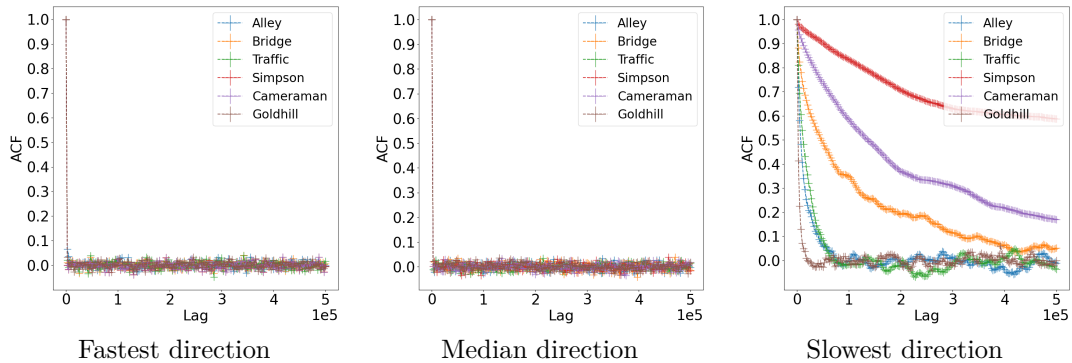 ACF
1.0
0.9
0.8
0.7
0.6
0.5
0.4
0.3
0.2
0.1
0.0
Alley
Bridge
Traffic
Simpson
Cameraman
Goldhill
0 1 2 3 4 5
Lag
1e5
Fastest direction
ACF
1.0
0.9
0.8
0.7
0.6
0.5
0.4
0.3
0.2
0.1
0.0
Alley
Bridge
Traffic
Simpson
Cameraman
Goldhill
0 1 2 3 4 5
Lag
1e5
Median direction
ACF
1.0
0.9
0.8
0.7
0.6
0.5
0.4
0.3
0.2
0.1
0.0
Alley
Bridge
Traffic
Simpson
Cameraman
Goldhill
0 1 2 3 4 5
Lag
1e5
Slowest direction